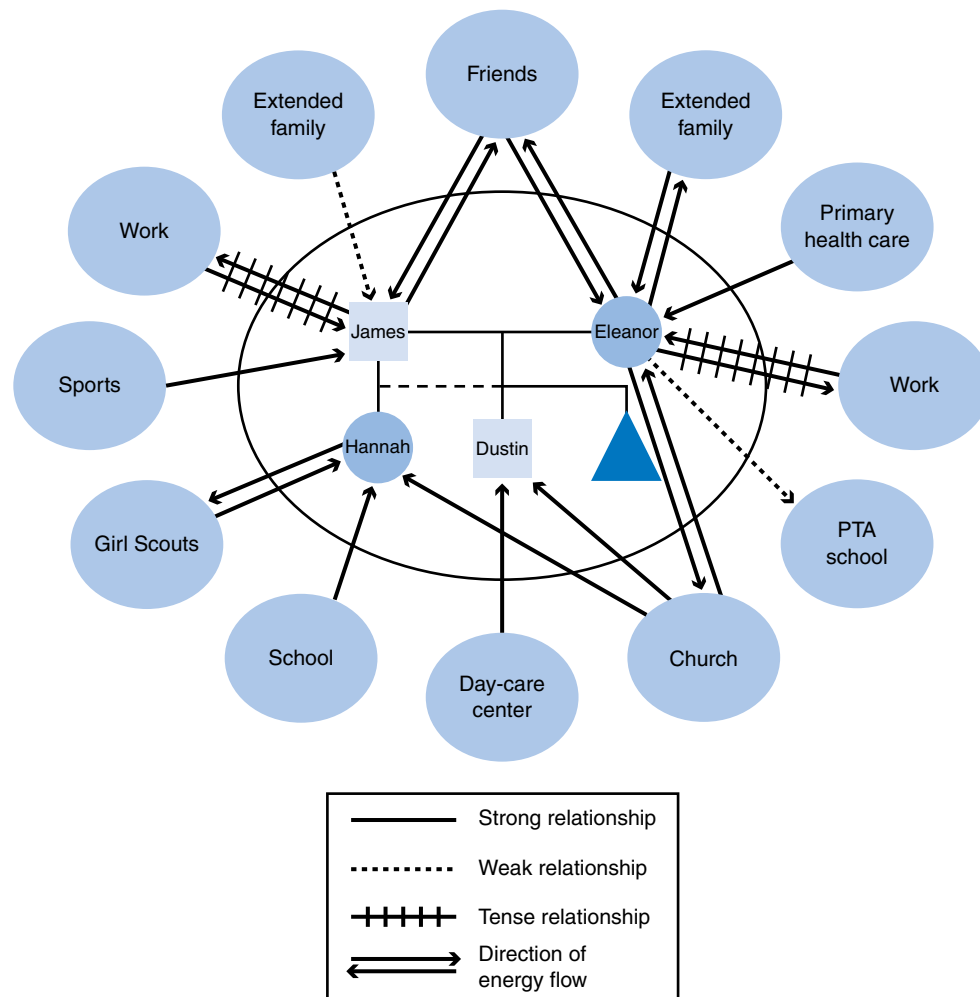 Friends
Extended
family
Extended
family
Work
Primary
health care
James
Eleanor
Sports
Work
Hannah
Dustin
Girl Scouts
PTA
school
School
Church
Day-care
center
Strong relationship
Weak relationship
Tense relationship
Direction of
energy flow